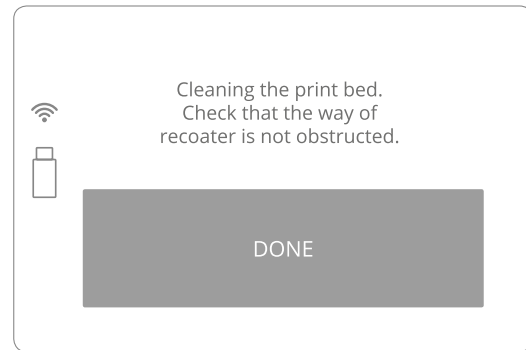 Cleaning the print bed.
Check that the way of
recoater is not obstructed.
DONE